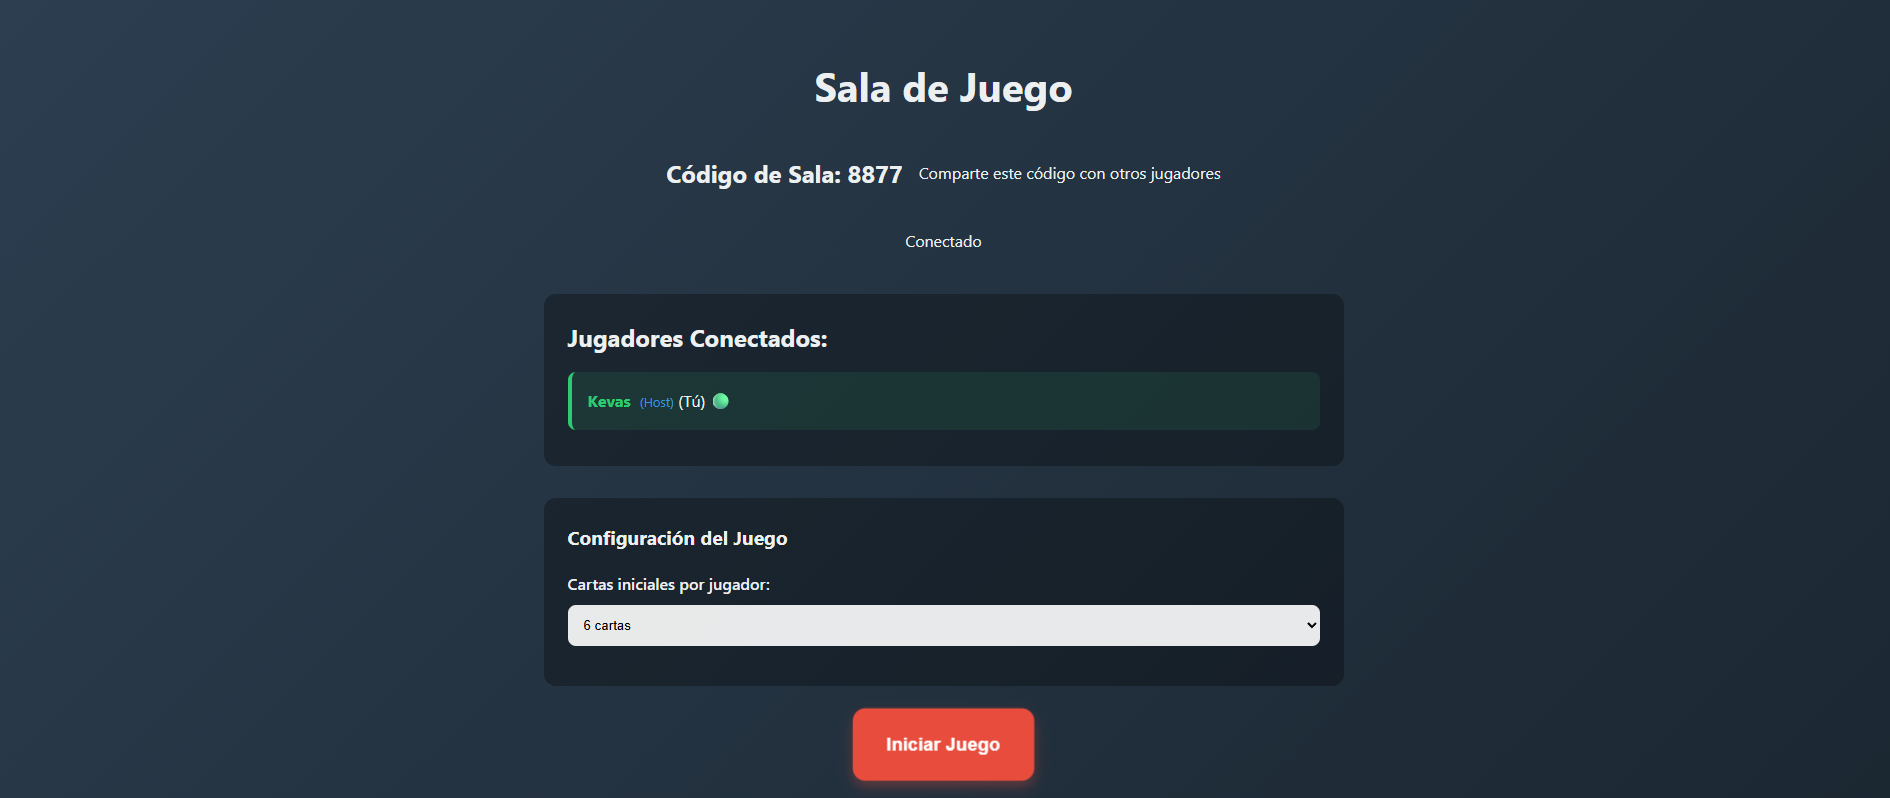 Sala de Juego
Código de Sala: 8877 Comparte este código con otros jugadores
Conectado
Jugadores Conectados:
Kevas (Host) (Tú)
Configuración del Juego
Cartas iniciales por jugador:
6 cartas
Iniciar Juego